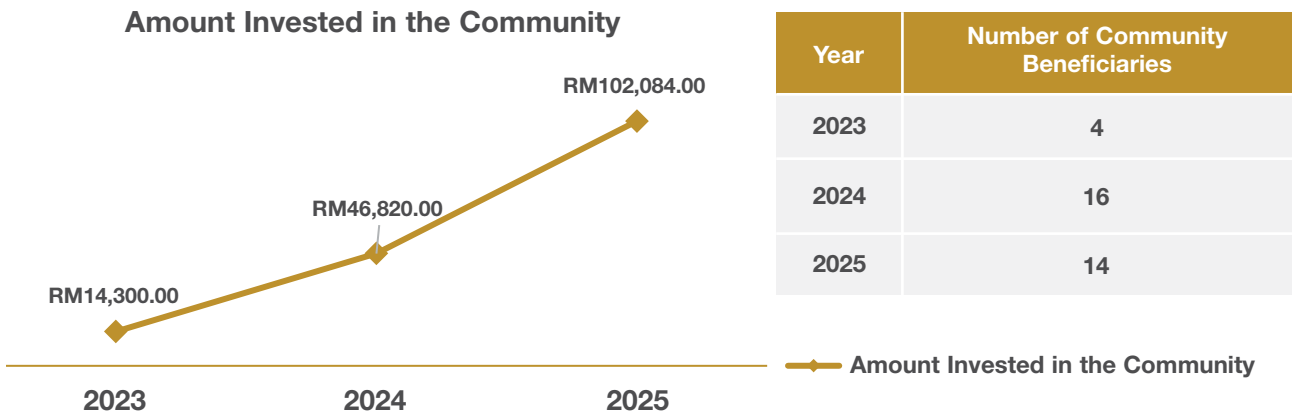 Amount Invested in the Community
RM102,084.00
RM46,820.00
RM14,300.00
2023 2024 2025
Year Number of Community
Beneficiaries
2023 4
2024 16
2025 14
Amount Invested in the Community